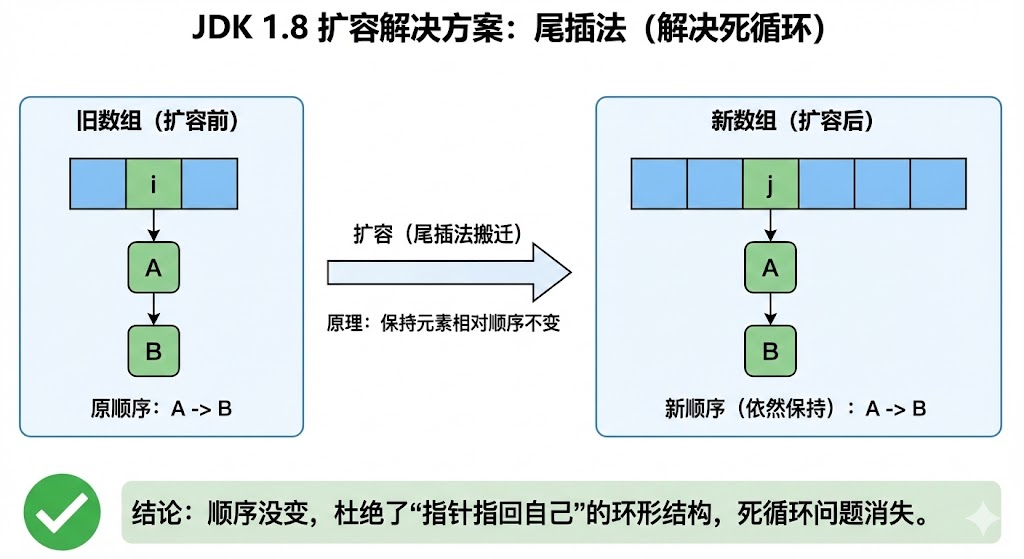 JDK 1.8 扩容解决方案：尾插法（解决死循环）
旧数组（扩容前）
i
A
B
原顺序：A -> B
扩容（尾插法搬迁）
原理：保持元素相对顺序不变
新数组（扩容后）
j
A
B
新顺序（依然保持）：A -> B
结论：顺序没变，杜绝了“指针指回自己”的环形结构，死循环问题消失。